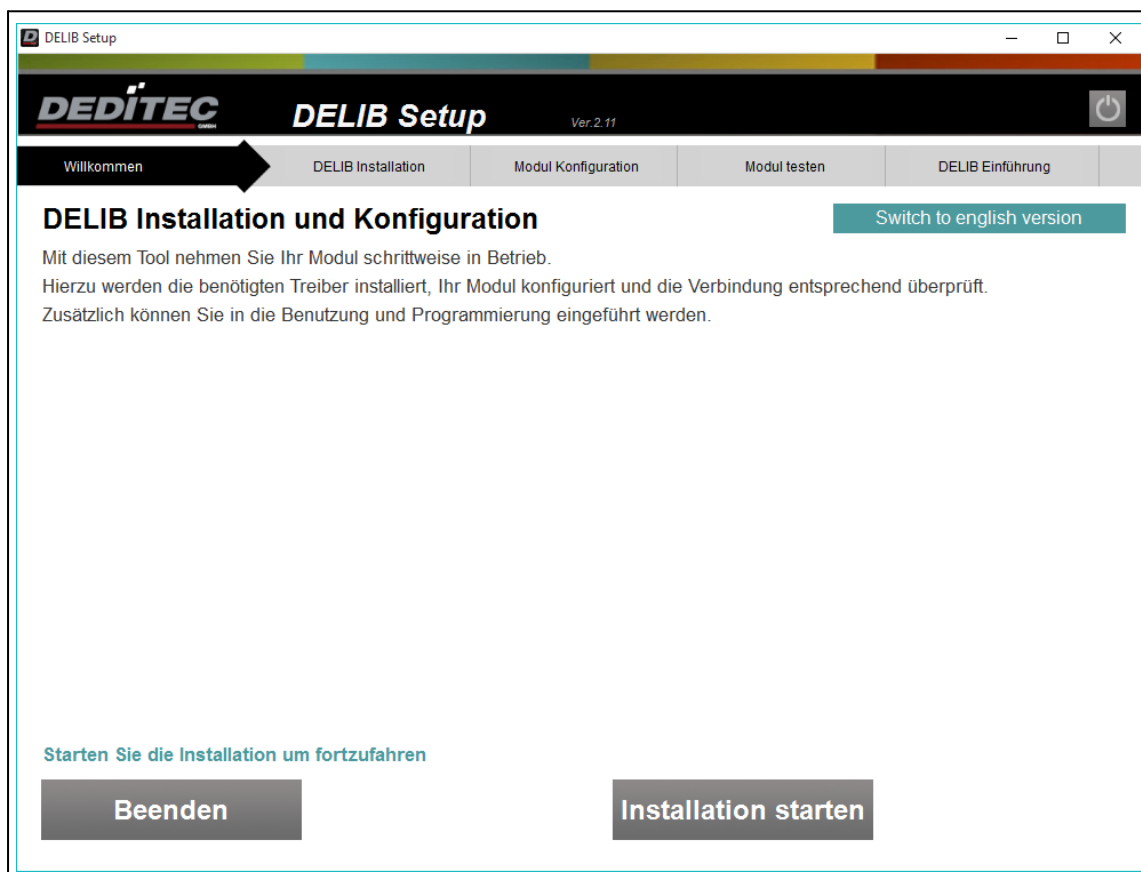 DELIB Setup
DEDITEC
GMBH
DELIB Setup Ver.2.11
Willkommen DELIB Installation Modul Konfiguration Modul testen DELIB Einführung
DELIB Installation und Konfiguration
Switch to english version
Mit diesem Tool nehmen Sie Ihr Modul schrittweise in Betrieb.
Hierzu werden die benötigten Treiber installiert, Ihr Modul konfiguriert und die Verbindung entsprechend überprüft.
Zusätzlich können Sie in die Benutzung und Programmierung eingeführt werden.
Starten Sie die Installation um fortzufahren
Beenden Installation starten